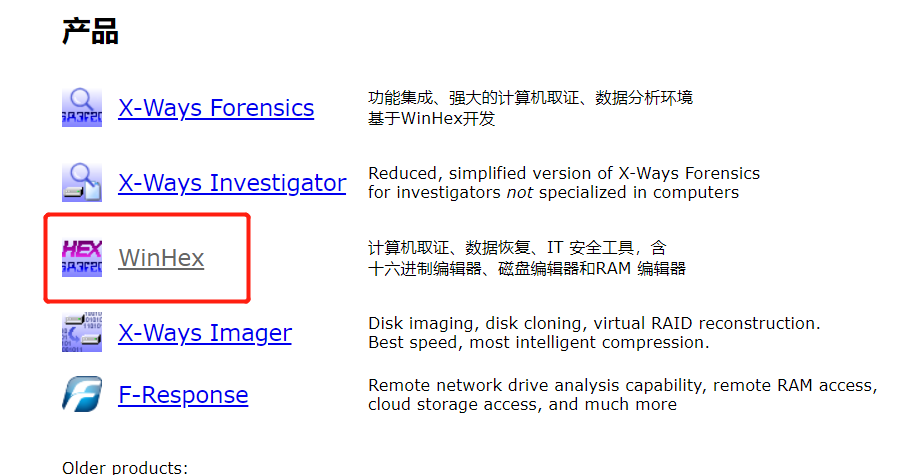 产品
X-Ways Forensics
功能集成、强大的计算机取证、数据分析环境
基于WinHex开发
X-Ways Investigator
Reduced, simplified version of X-Ways Forensics
for investigators not specialized in computers
HEX
WinHex
计算机取证、数据恢复、IT 安全工具，含
十六进制编辑器、磁盘编辑器和RAM 编辑器
X-Ways Imager
Disk imaging, disk cloning, virtual RAID reconstruction.
Best speed, most intelligent compression.
F-Response
Remote network drive analysis capability, remote RAM access,
cloud storage access, and much more
Older products: